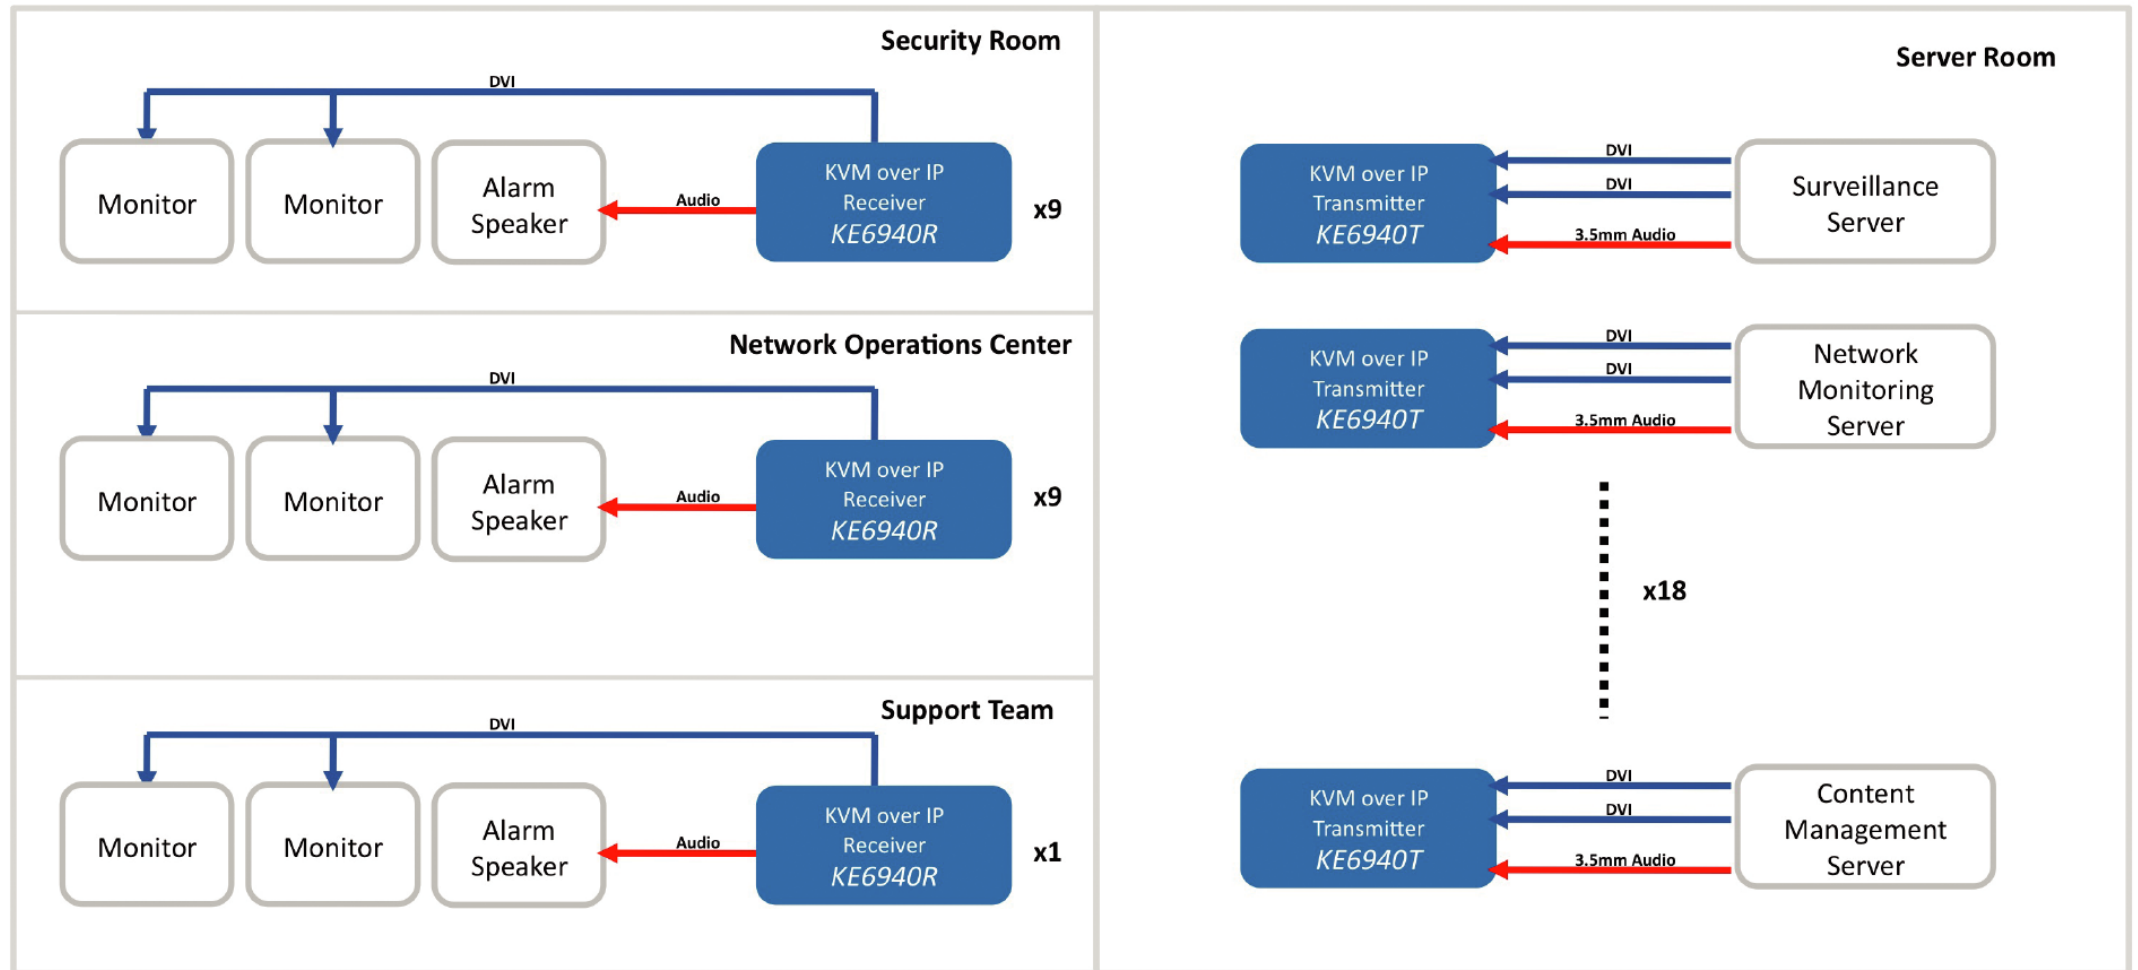 Security Room
DVI
Monitor
Monitor
Alarm
Speaker
Audio
KVM over IP
Receiver
KE6940R
x9
Network Operations Center
DVI
Monitor
Monitor
Alarm
Speaker
Audio
KVM over IP
Receiver
KE6940R
x9
Support Team
DVI
Monitor
Monitor
Alarm
Speaker
Audio
KVM over IP
Receiver
KE6940R
x1
Server Room
KVM over IP
Transmitter
KE6940T
DVI
DVI
3.5mm Audio
Surveillance
Server
KVM over IP
Transmitter
KE6940T
DVI
DVI
3.5mm Audio
Network
Monitoring
Server
x18
KVM over IP
Transmitter
KE6940T
DVI
DVI
3.5mm Audio
Content
Management
Server